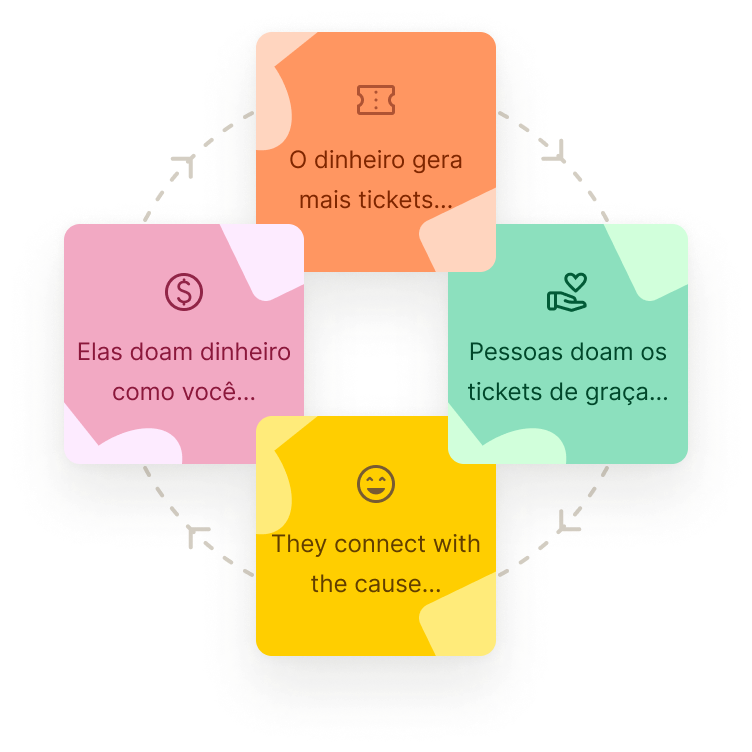 O dinheiro gera
mais tickets...
Elas doam dinheiro
como você...
Pessoas doam os
tickets de graça...
They connect with
the cause...